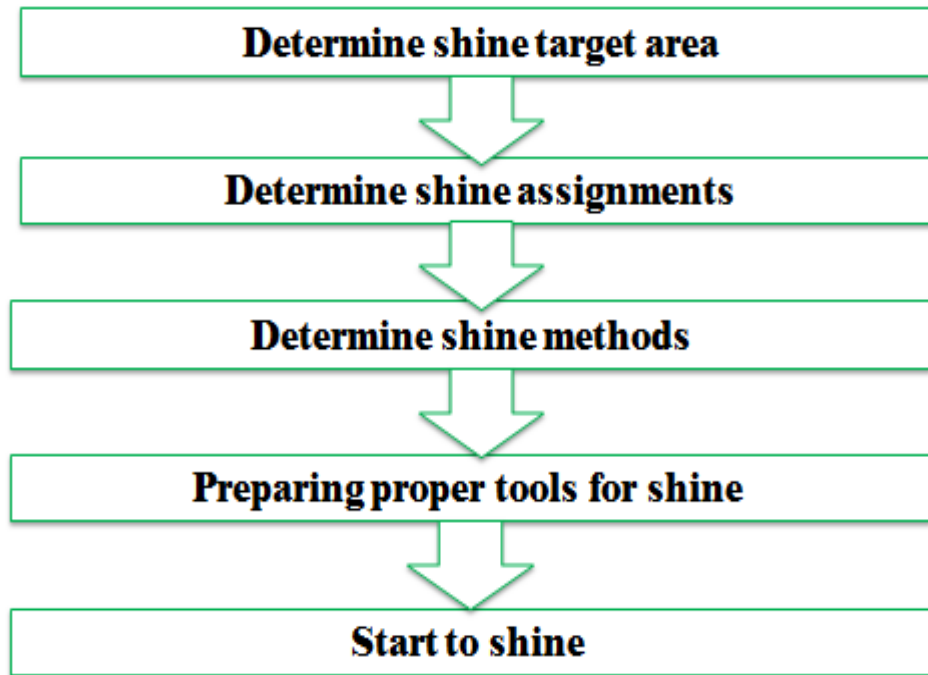 Determine shine target area
Determine shine assignments
Determine shine methods
Preparing proper tools for shine
Start to shine